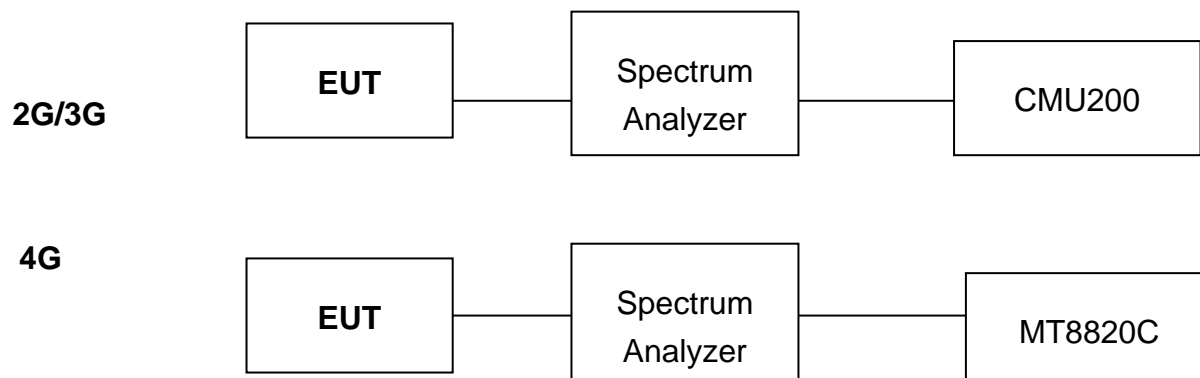 2G/3G
EUT
Spectrum
Analyzer
CMU200
4G
EUT
Spectrum
Analyzer
MT8820C